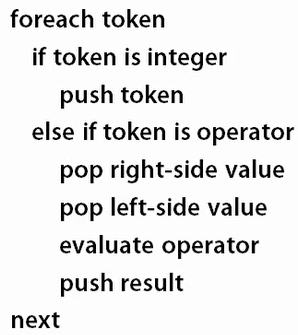 foreach token
if token is integer
push token
else if token is operator
pop right-side value
pop left-side value
evaluate operator
push result
next